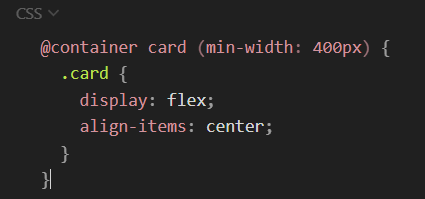 CSS
@container card (min-width: 400px) {
  .card {
    display: flex;
    align-items: center;
  }
}